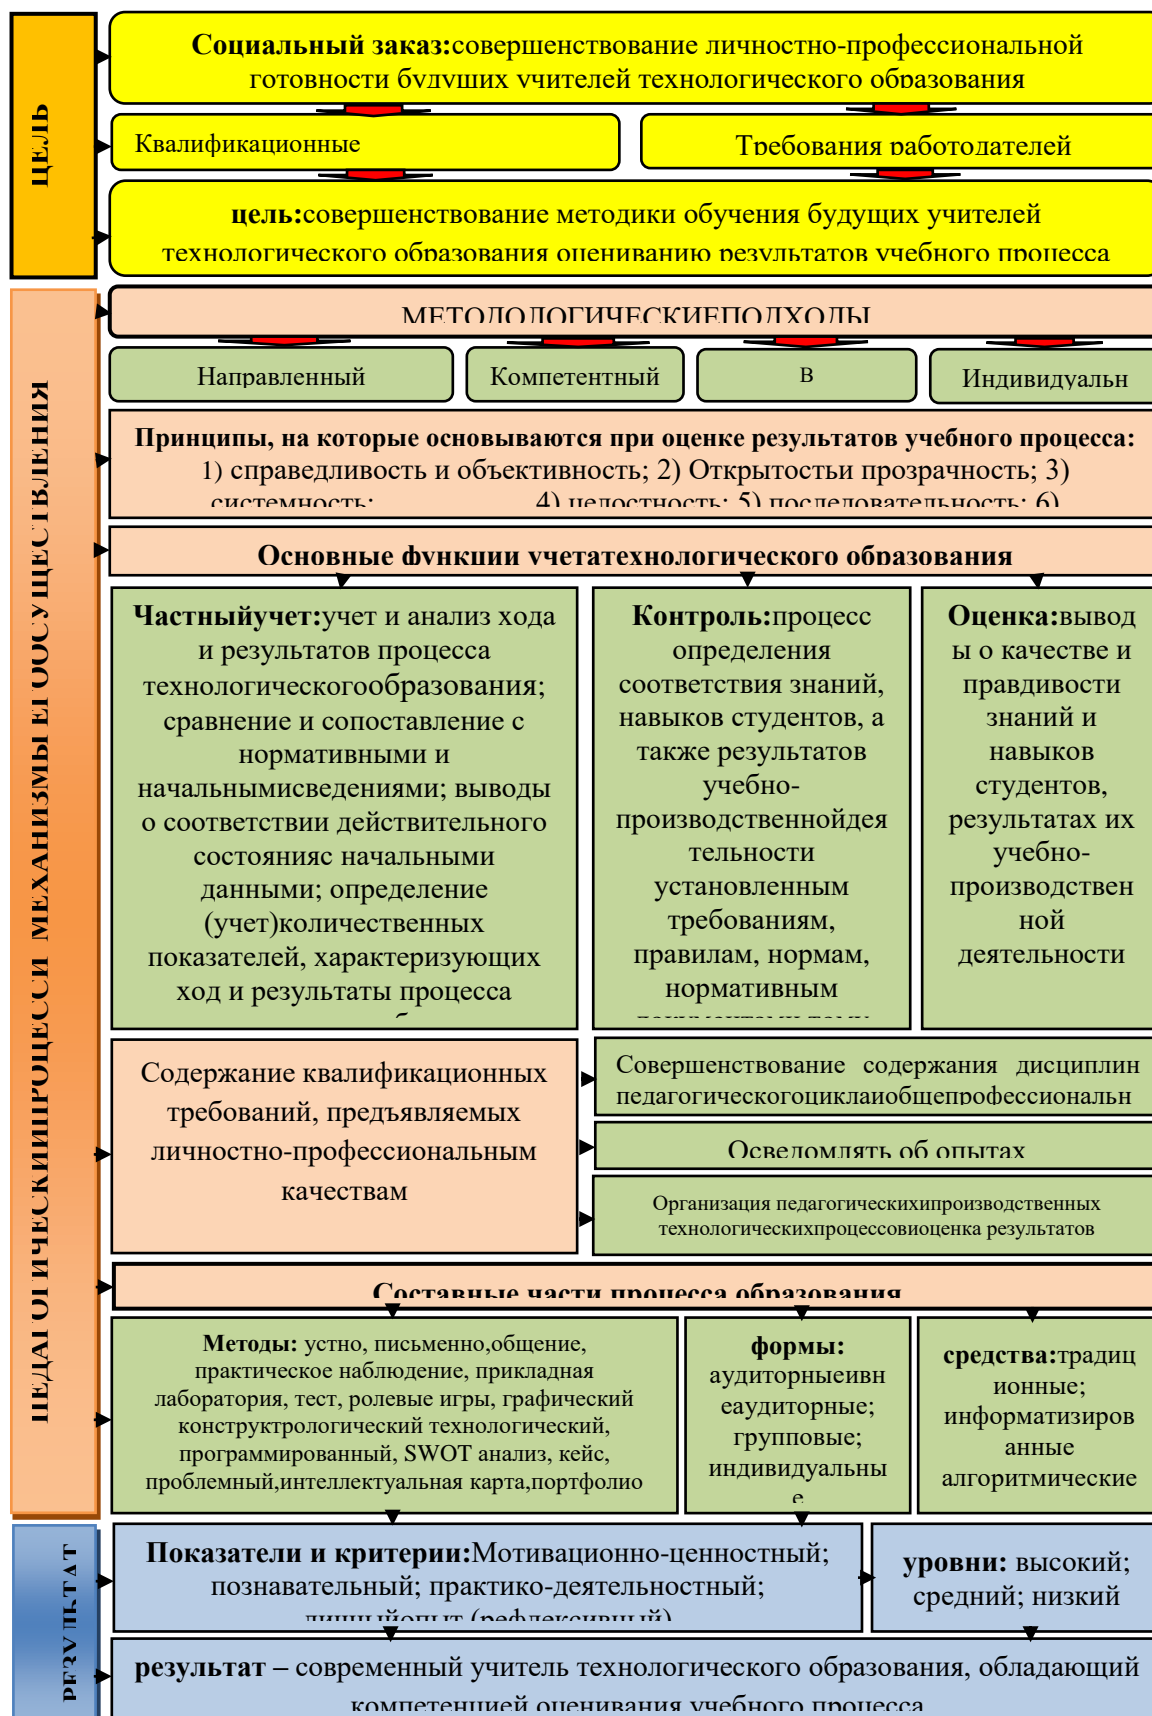 ЦЕЛЬ
Социальный заказ:совершенствование личностно-профессиональной
готовности будущих учителей технологического образования
Квалификационные
Требования работодателей
цель:совершенствование методики обучения будущих учителей
технологического образования оцениванию результатов учебного процесса
ПЕДАГОГИЧЕСКИЙПРОЦЕССИ МЕХАНИЗМЫ ЕГООСУЩЕСТВЛЕНИЯ
МЕТОДОЛОГИЧЕСКИЕПОДХОДЫ
Направленный
Компетентный
В
Индивидуальн
Принципы, на которые основываются при оценке результатов учебного процесса:
1) справедливость и объективность; 2) Открытостьи прозрачность; 3)
системность; 4) целостность; 5) последовательность; 6)
Основные функции учетатехнологического образования
Частныйучет:учет и анализ хода
и результатов процесса
технологическогообразования;
сравнение и сопоставление с
нормативными и
начальнымисведениями; выводы
о соответствии действительного
состоянияс начальными
данными; определение
(учет)количественных
показателей, характеризующих
ход и результаты процесса
Контроль:процесс
определения
соответствия знаний,
навыков студентов, а
также результатов
учебно-
производственнойдея
тельности
установленным
требованиям,
правилам, нормам,
нормативным
Оценка:вывод
ы о качестве и
правдивости
знаний и
навыков
студентов,
результатах их
учебно-
производствен
ной
деятельности
Содержание квалификационных
требований, предъявляемых
личностно-профессиональным
качествам
Совершенствование содержания дисциплин
педагогическогоциклаиобщепрофессиональн
Осведомлять об опытах
Организация педагогическихипроизводственных
технологическихпроцессовиоценка результатов
Составные части процесса образования
Методы: устно, письменно,общение,
практическое наблюдение, прикладная
лаборатория, тест, ролевые игры, графический
конструктрологический технологический,
программированный, SWOT анализ, кейс,
проблемный,интеллектуальная карта,портфолио
формы:
аудиторныеивн
еаудиторные;
групповые;
индивидуальны
е
средства:традиц
ионные;
информатизиров
анные
алгоритмические
РЕЗУЛЬТАТ
Показатели и критерии:Мотивационно-ценностный;
познавательный; практико-деятельностный;
личныйопыт (рефлексивный)
уровни: высокий;
средний; низкий
результат – современный учитель технологического образования, обладающий
компетенцией оценивания учебного процесса